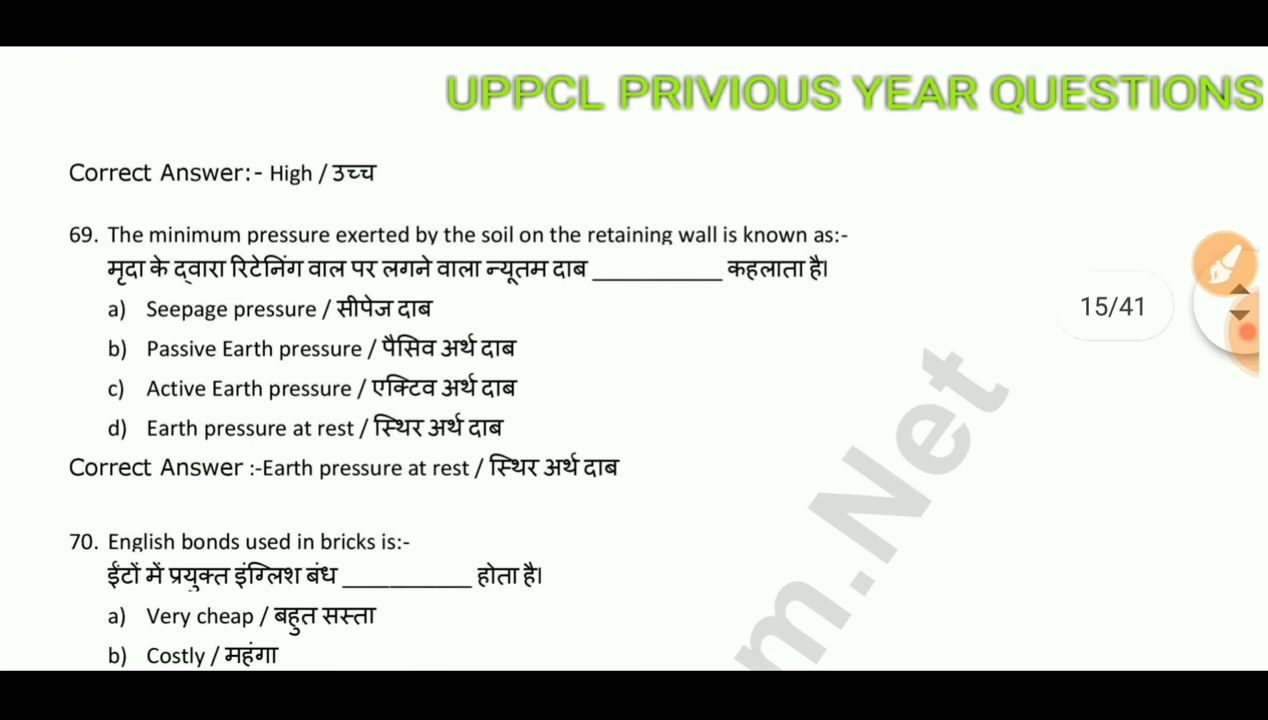 UPPCL PRIVIOUS YEAR QUESTIONS
Correct Answer:- High / उच्च
69. The minimum pressure exerted by the soil on the retaining wall is known as:-
मृदा के द्वारा रिटेनिंग वाल पर लगने वाला न्यूतम दाब ____________ कहलाता है।
15/41
a) Seepage pressure / सीपेज दाब
b) Passive Earth pressure / पैसिव अर्थ दाब
c) Active Earth pressure / एक्टिव अर्थ दाब
d) Earth pressure at rest / स्थिर अर्थ दाब
Correct Answer :-Earth pressure at rest / स्थिर अर्थ दाब
70. English bonds used in bricks is:-
ईंटों में प्रयुक्त इंग्लिश बंध ____________ होता है।
a) Very cheap / बहुत सस्ता
b) Costly / महंगा
m.Net